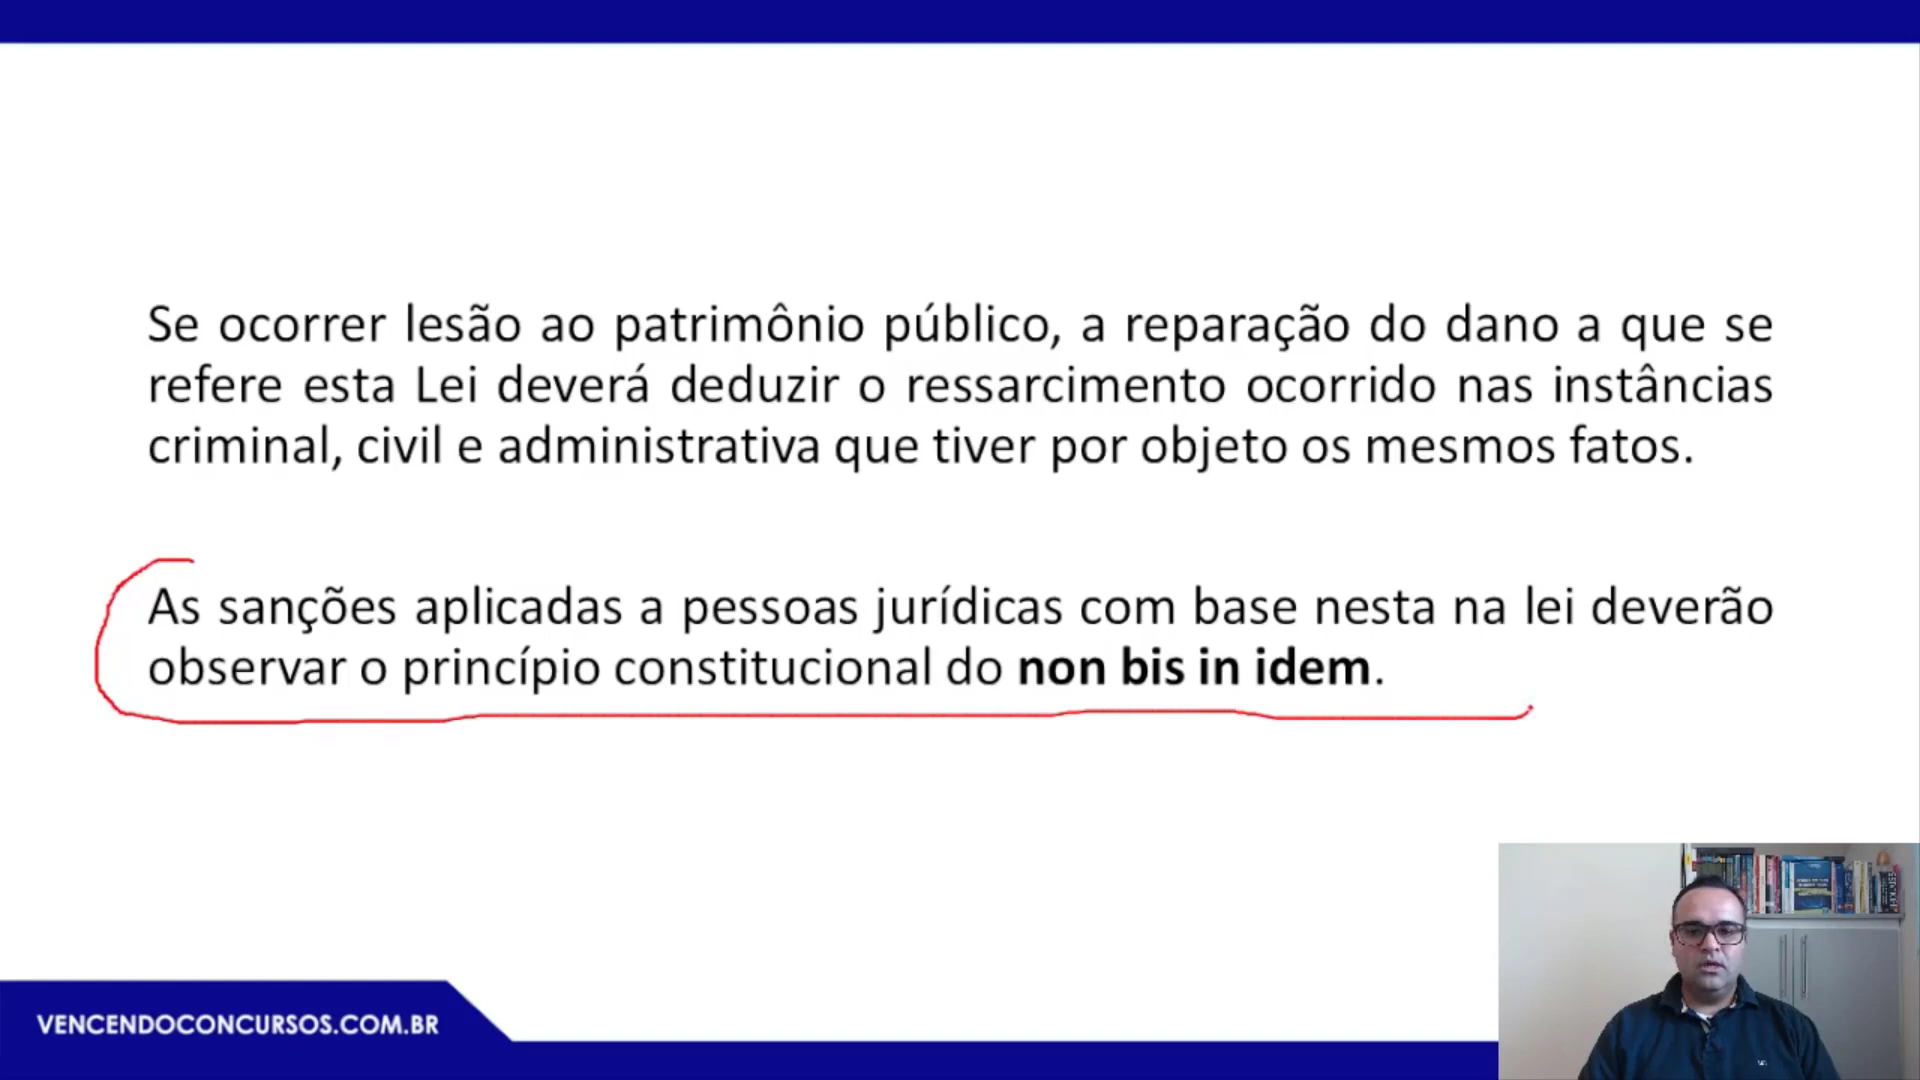 Se ocorrer lesão ao patrimônio público, a reparação do dano a que se
refere esta Lei deverá deduzir o ressarcimento ocorrido nas instâncias
criminal, civil e administrativa que tiver por objeto os mesmos fatos.
As sanções aplicadas a pessoas jurídicas com base nesta na lei deverão
observar o princípio constitucional do non bis in idem.
VENCENDOCONCURSOS.COM.BR